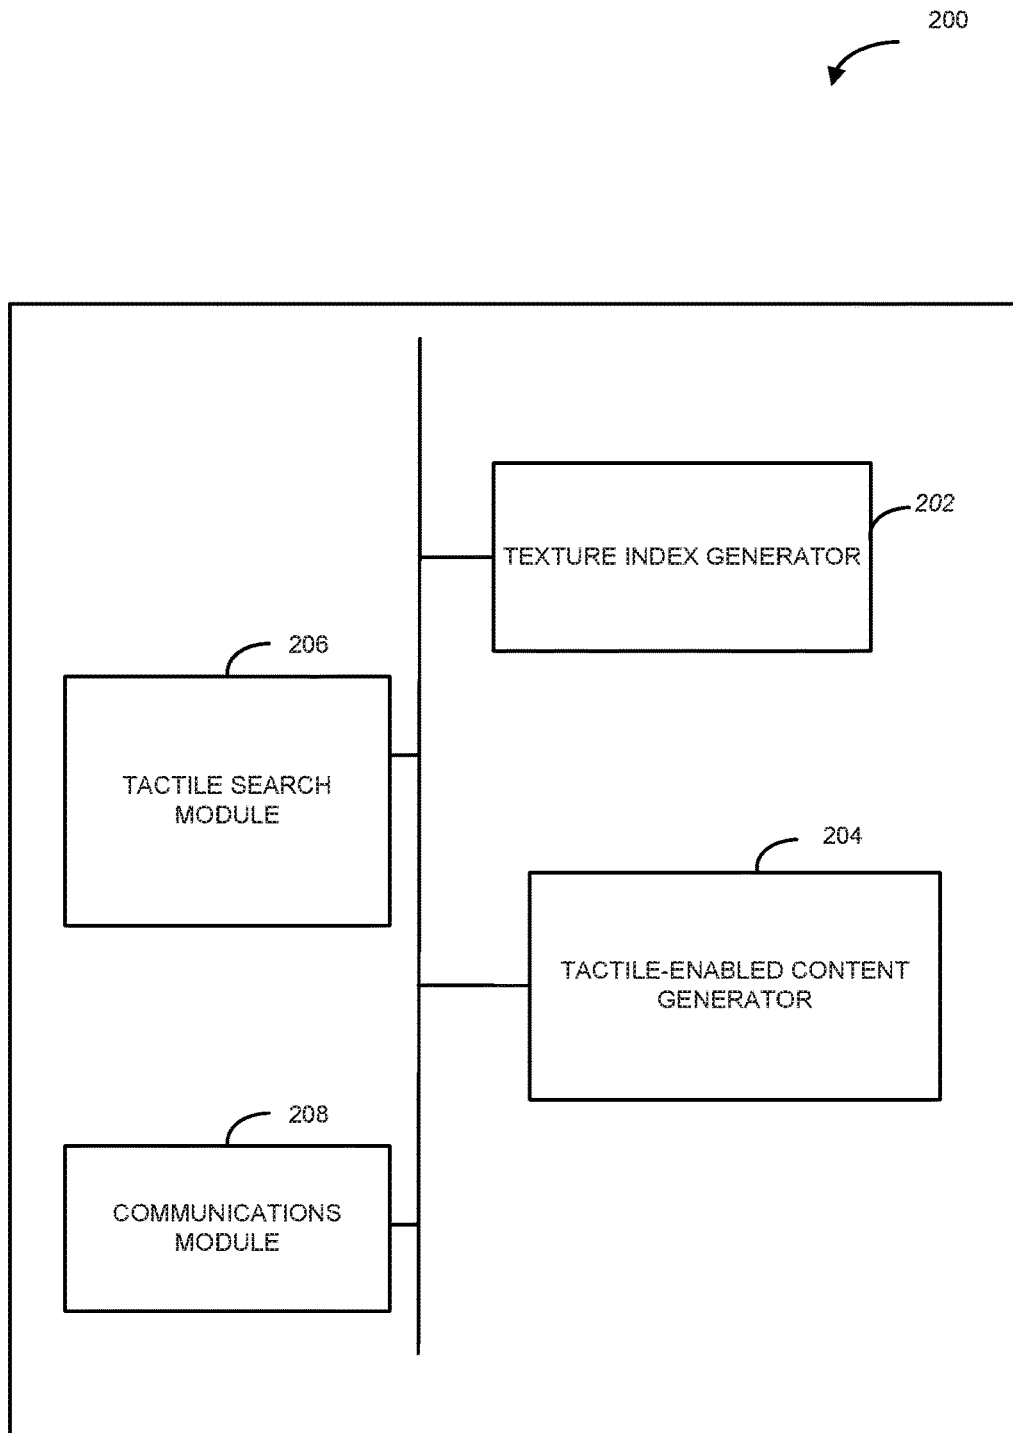 200
202
TEXTURE INDEX GENERATOR
206
TACTILE SEARCH
MODULE
204
TACTILE-ENABLED CONTENT
GENERATOR
208
COMMUNICATIONS
MODULE